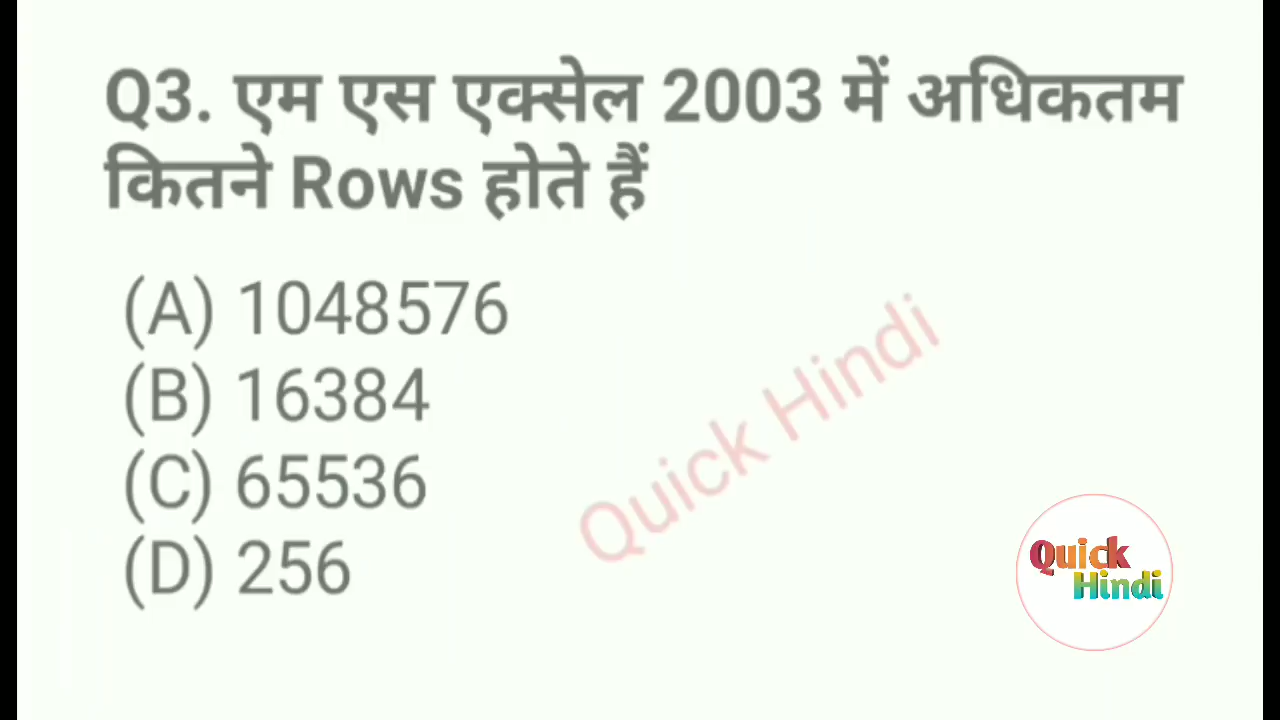 Q3. एम एस एक्सेल 2003 में अधिकतम
कितने Rows होते हैं
(A) 1048576
(B) 16384
(C) 65536
(D) 256
Quick Hindi
Quick
Hindi